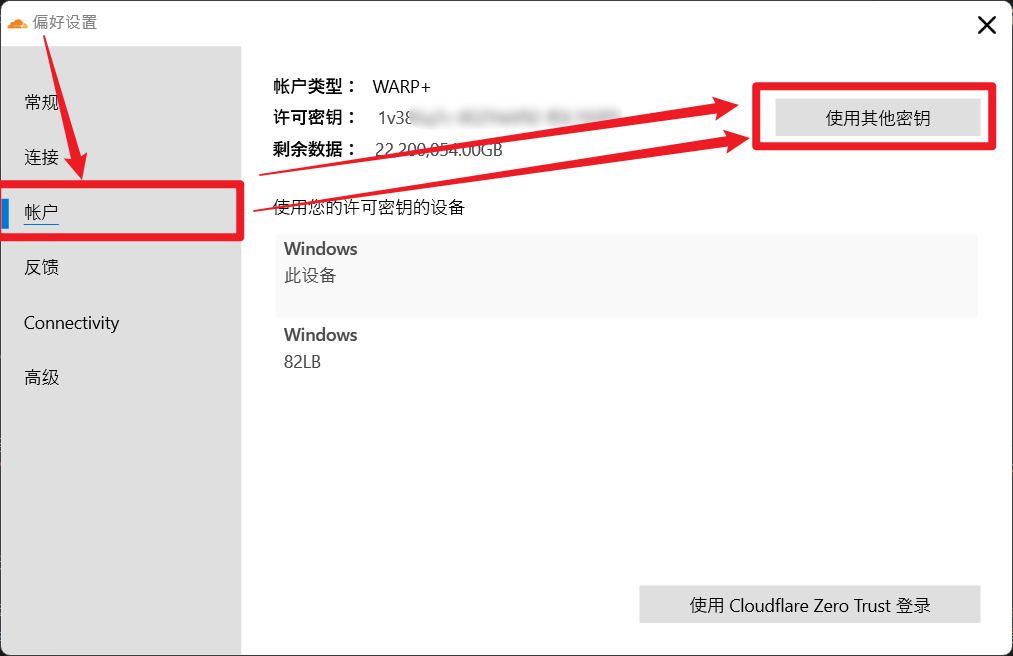 偏好设置
常规
连接
帐户
反馈
Connectivity
高级
帐户类型： WARP+
许可密钥： 1v38
剩余数据： 22,200,054.00GB
使用其他密钥
使用您的许可密钥的设备
Windows
此设备
Windows
82LB
使用 Cloudflare Zero Trust 登录